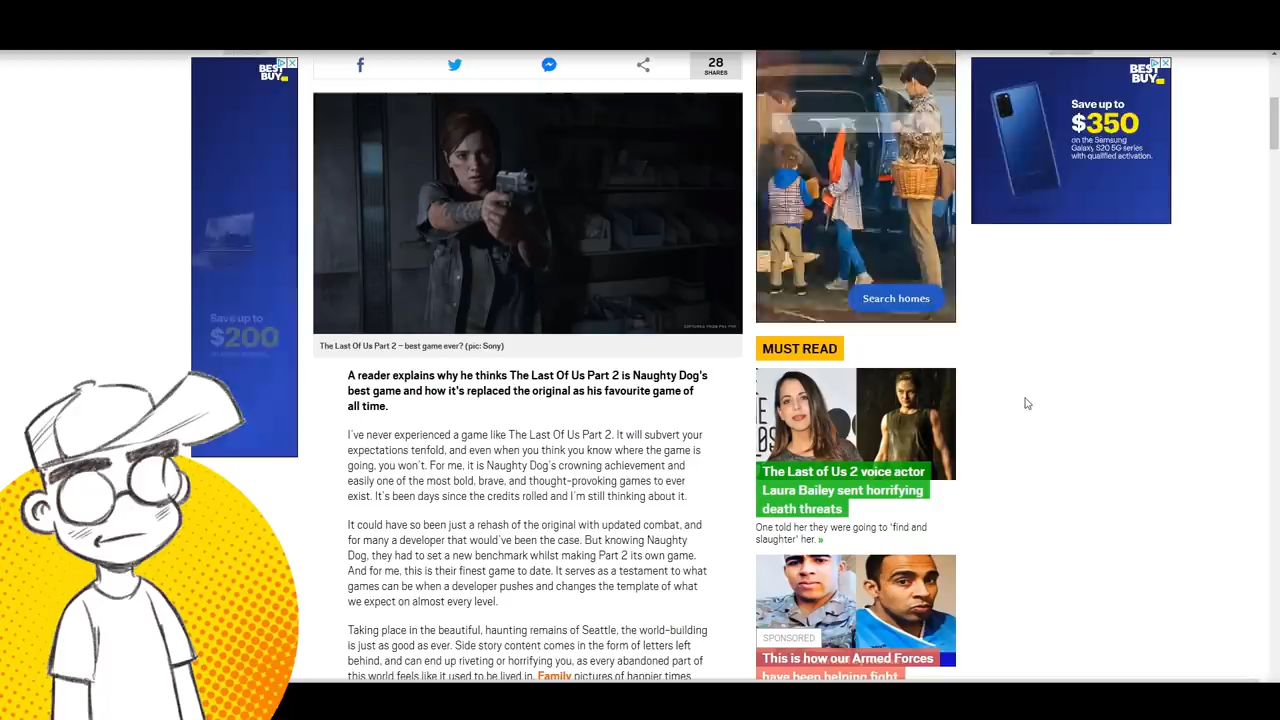 BEST
BUY
Save up to
$200
28
SHARES
CAPTURED FROM PS4 PRO
The Last Of Us Part 2 – best game ever? (pic: Sony)
A reader explains why he thinks The Last Of Us Part 2 is Naughty Dog's
best game and how it's replaced the original as his favourite game of
all time.
I've never experienced a game like The Last Of Us Part 2. It will subvert your
expectations tenfold, and even when you think you know where the game is
going, you won't. For me, it is Naughty Dog's crowning achievement and
easily one of the most bold, brave, and thought-provoking games to ever
exist. It's been days since the credits rolled and I'm still thinking about it.
It could have so been just a rehash of the original with updated combat, and
for many a developer that would've been the case. But knowing Naughty
Dog, they had to set a new benchmark whilst making Part 2 its own game.
And for me, this is their finest game to date. It serves as a testament to what
games can be when a developer pushes and changes the template of what
we expect on almost every level.
Taking place in the beautiful, haunting remains of Seattle, the world-building
is just as good as ever. Side story content comes in the form of letters left
behind, and can end up riveting or horrifying you, as every abandoned part of
this world feels like it used to be lived in. Family pictures of happier times
Search homes
MUST READ
The Last of Us 2 voice actor
Laura Bailey sent horrifying
death threats
One told her they were going to 'find and
slaughter' her. »
SPONSORED
This is how our Armed Forces
have been helping fight
BEST
BUY
Save up to
$350
on the Samsung
Galaxy S20 5G series
with qualified activation.